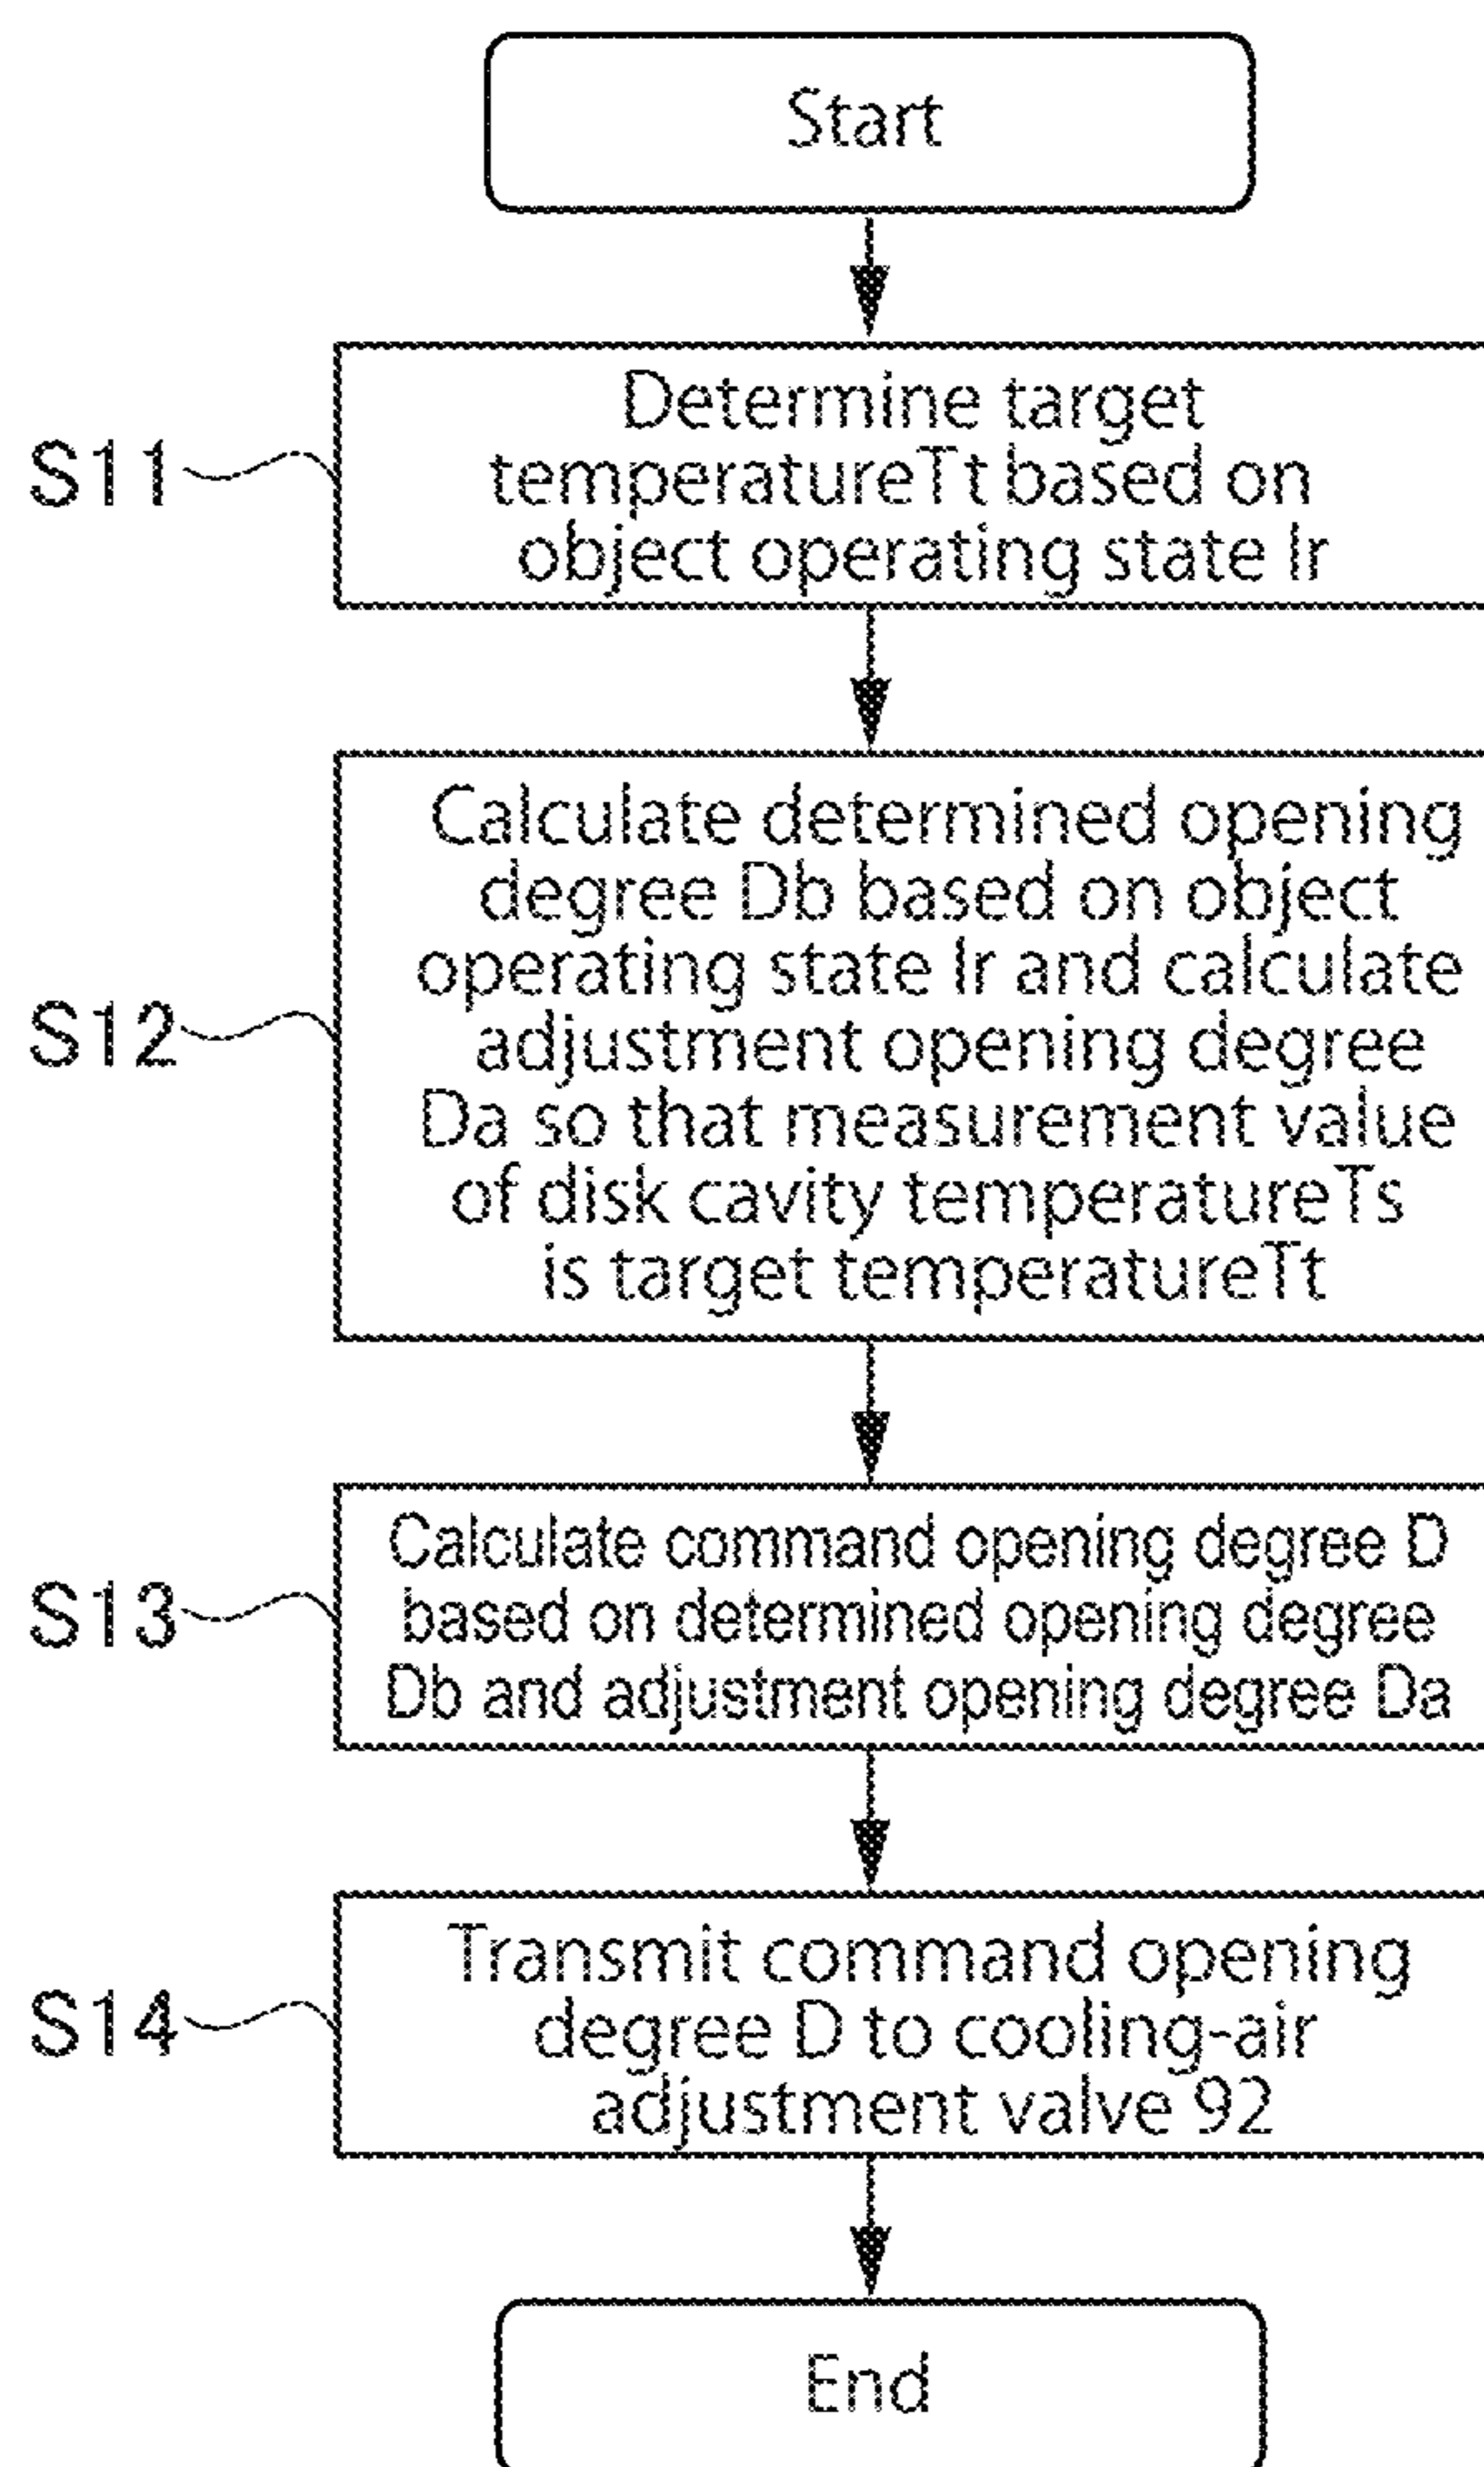 Start
S11
Determine target
temperatureTt based on
object operating state Ir
S12
Calculate determined opening
degree Db based on object
operating state Ir and calculate
adjustment opening degree
Da so that measurement value
of disk cavity temperatureTs
is target temperatureTt
S13
Calculate command opening degree D
based on determined opening degree
Db and adjustment opening degree Da
S14
Transmit command opening
degree D to cooling-air
adjustment valve 92
End